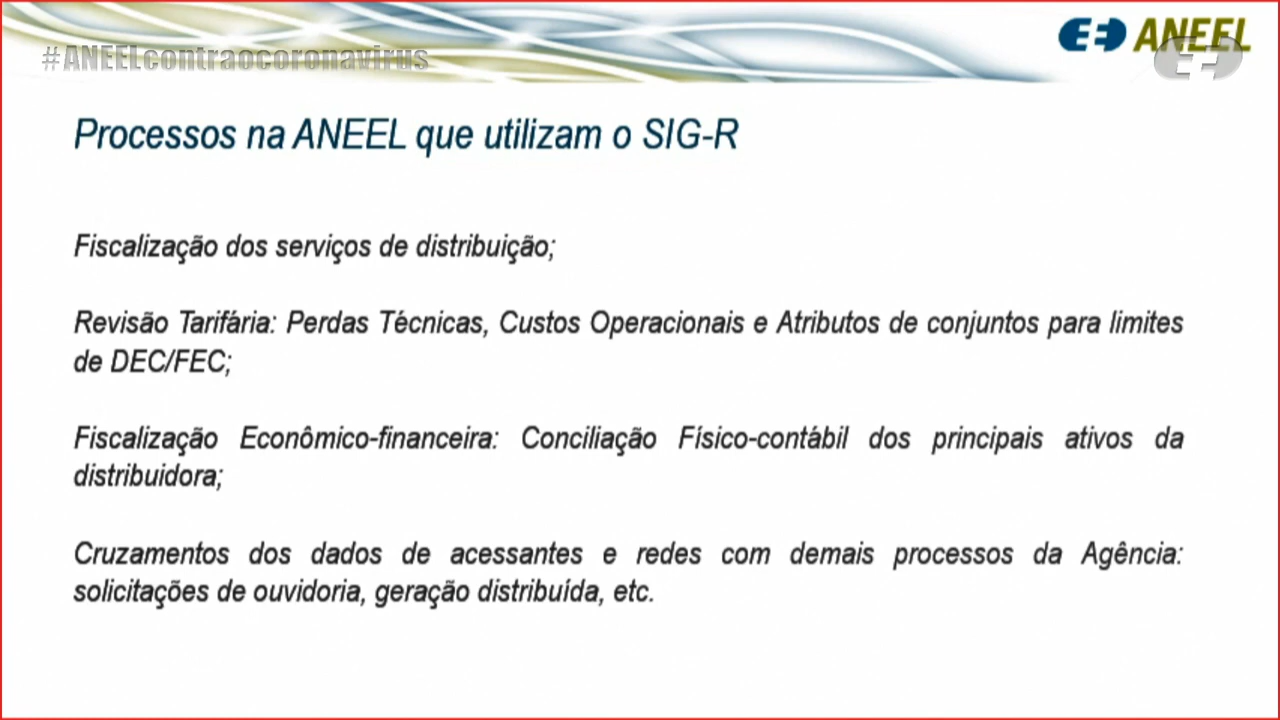 #ANEELcontraocoronavirus
ANEEL
Processos na ANEEL que utilizam o SIG-R
Fiscalização dos serviços de distribuição;
Revisão Tarifária: Perdas Técnicas, Custos Operacionais e Atributos de conjuntos para limites
de DEC/FEC;
Fiscalização Econômico-financeira: Conciliação Físico-contábil dos principais ativos da
distribuidora;
Cruzamentos dos dados de acessantes e redes com demais processos da Agência:
solicitações de ouvidoria, geração distribuída, etc.